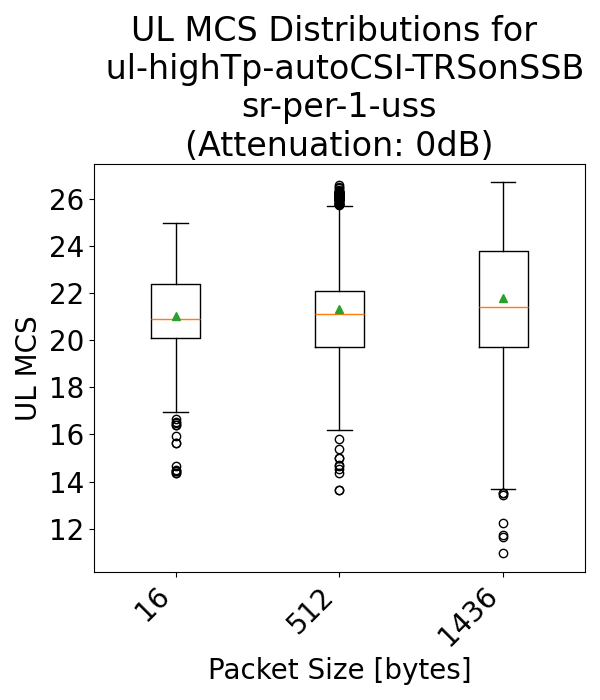 UL MCS Distributions for
ul-highTp-autoCSI-TRSonSSB
sr-per-1-uss
(Attenuation: 0dB)
26
24
22
20
18
16
14
12
UL MCS
16
512
1436
Packet Size [bytes]